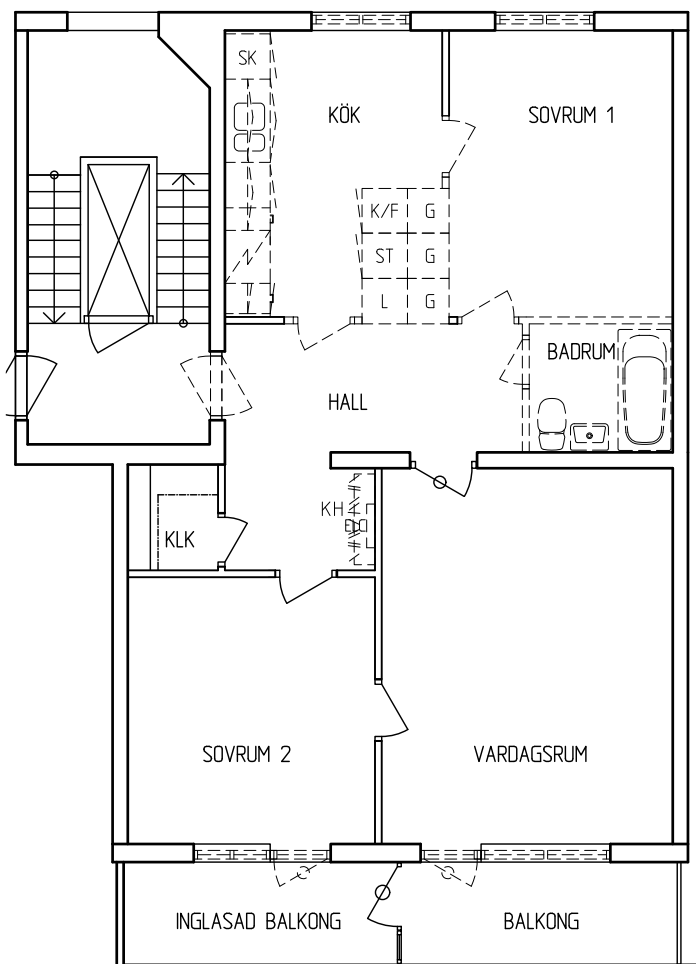 SK
KÖK
SOVRUM 1
K/F G
ST G
L G
BADRUM
HALL
KH
KLK
SOVRUM 2
VARDAGSRUM
INGLASAD BALKONG
BALKONG